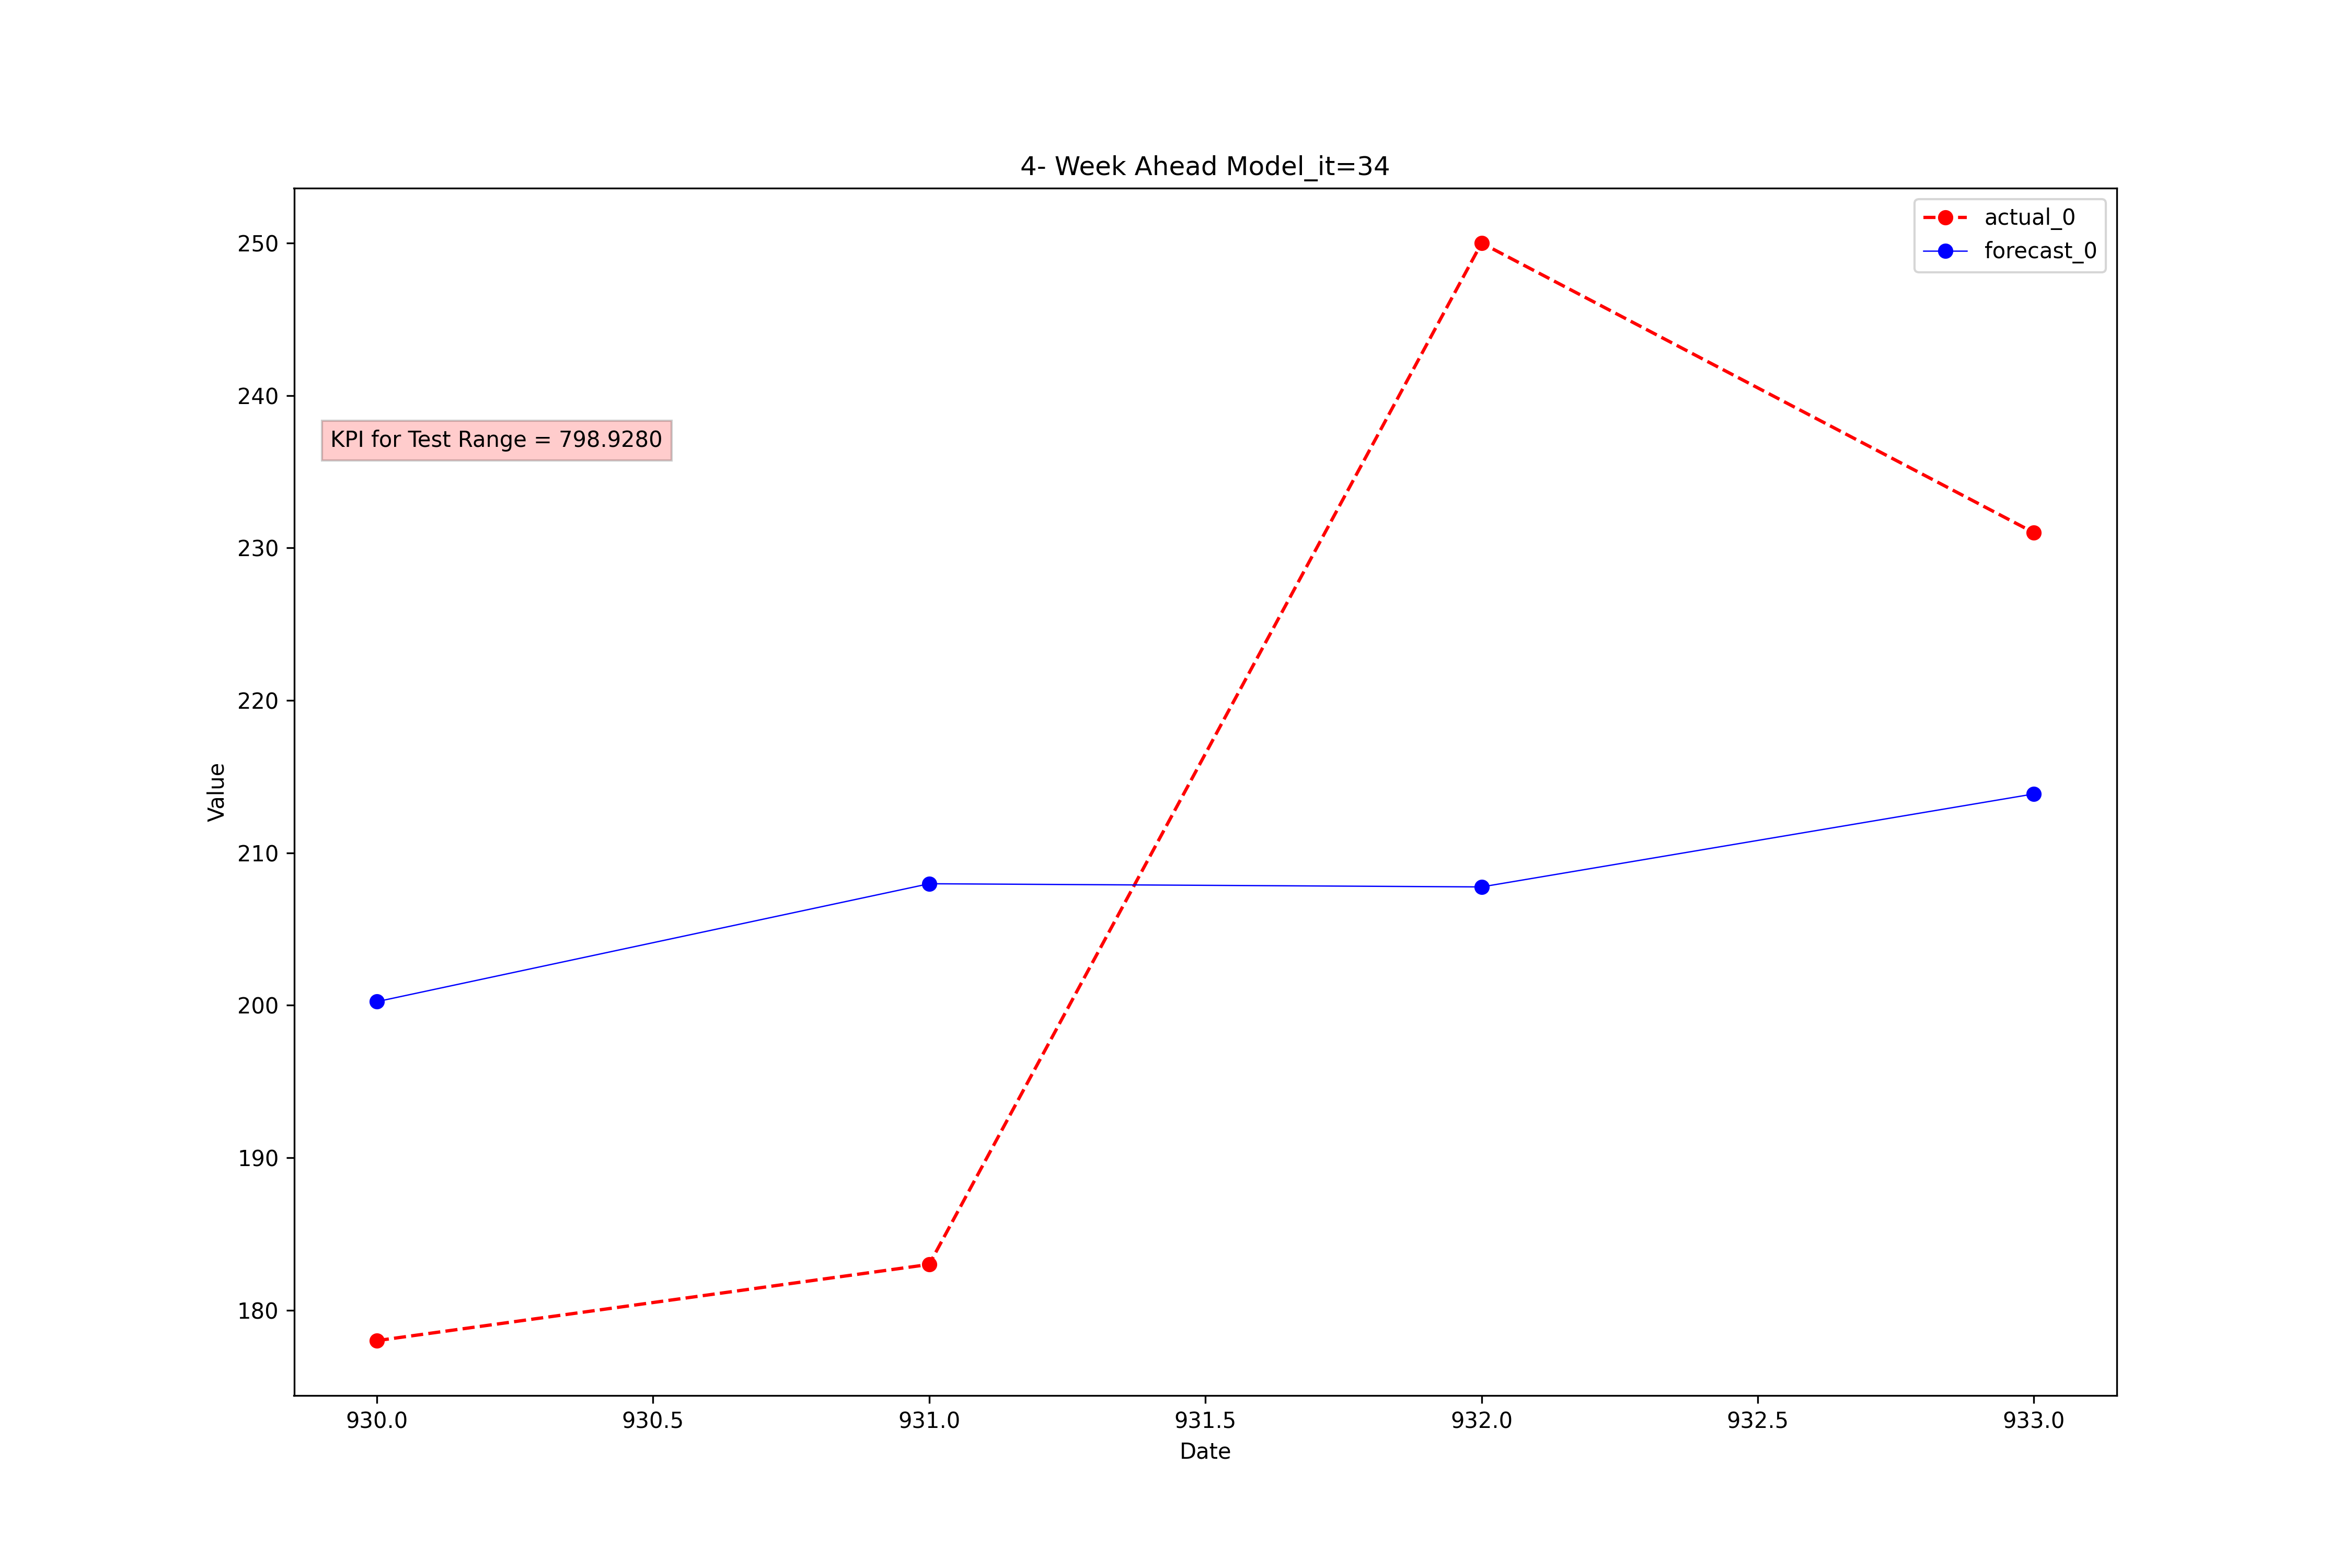 4- Week Ahead Model_it=34
actual_0
forecast_0
KPI for Test Range = 798.9280
250
240
230
220
210
200
190
180
Value
930.0 930.5 931.0 931.5 932.0 932.5 933.0
Date